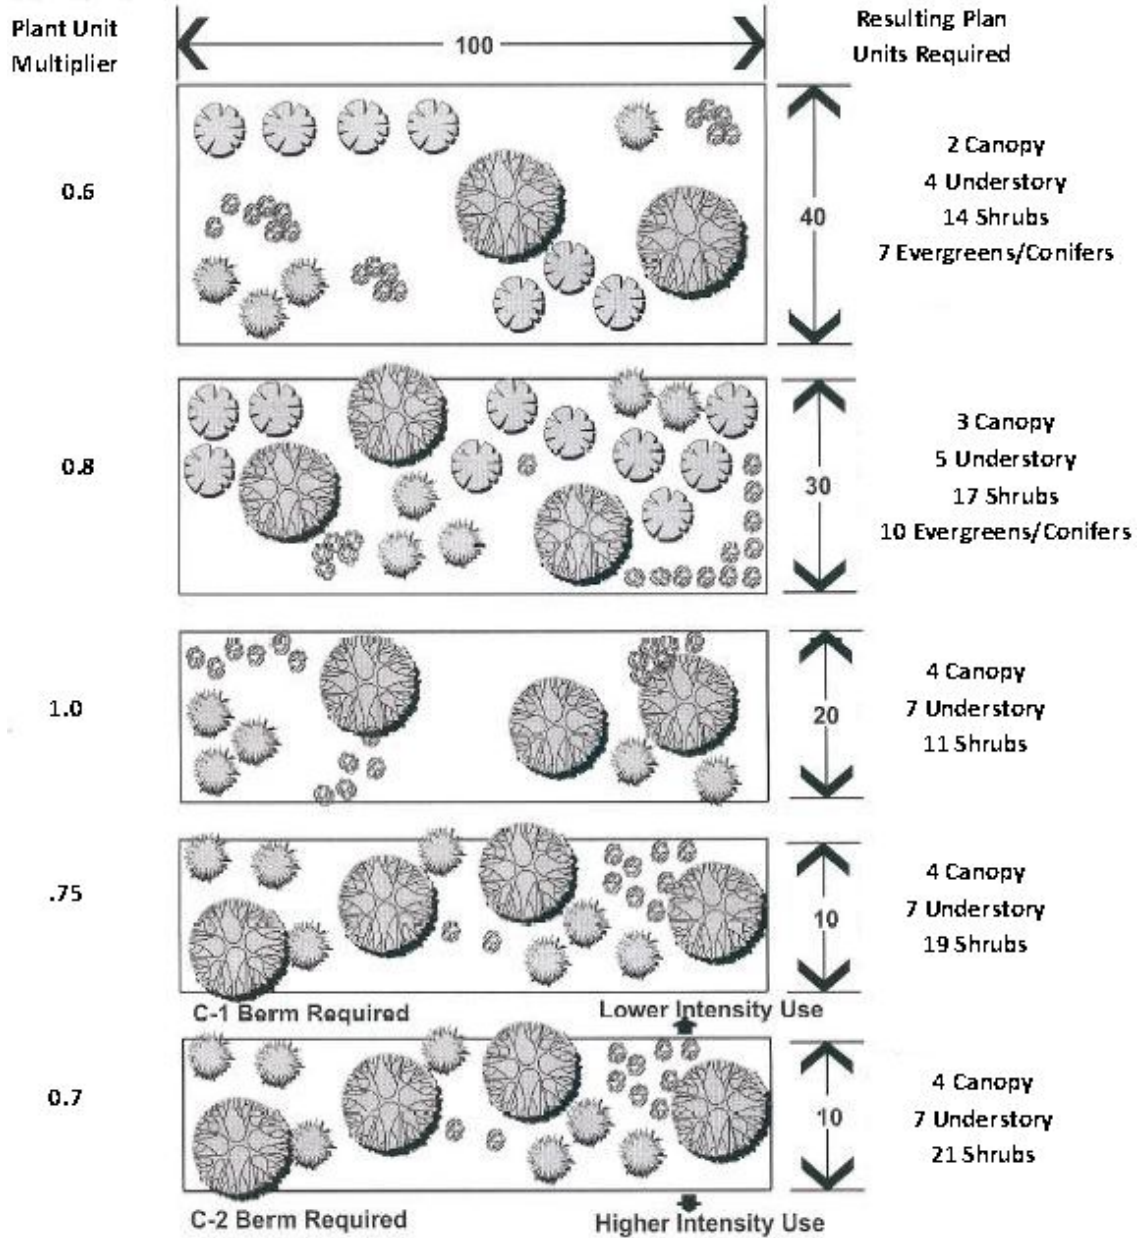 Plant Unit
Multiplier
100
Resulting Plan
Units Required
0.6
40
2 Canopy
4 Understory
14 Shrubs
7 Evergreens/Conifers
0.8
30
3 Canopy
5 Understory
17 Shrubs
10 Evergreens/Conifers
1.0
20
4 Canopy
7 Understory
11 Shrubs
.75
10
4 Canopy
7 Understory
19 Shrubs
C-1 Berm Required
Lower Intensity Use
0.7
10
4 Canopy
7 Understory
21 Shrubs
C-2 Berm Required
Higher Intensity Use